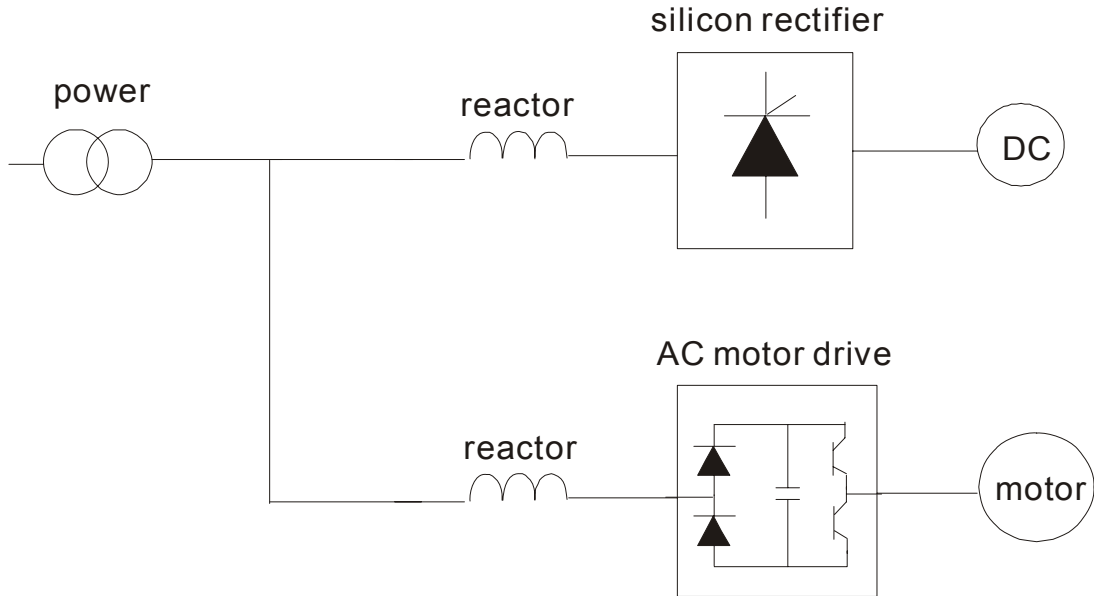 silicon rectifier
power
reactor
DC
AC motor drive
reactor
motor